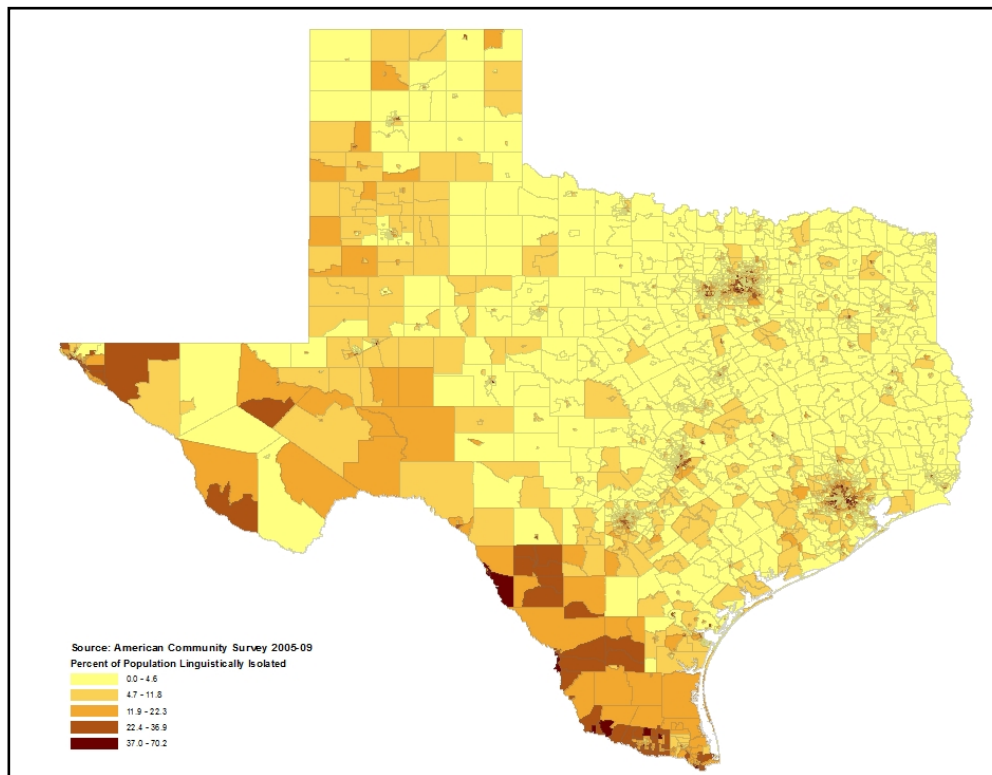 Source: American Community Survey 2005-09
Percent of Population Linguistically Isolated
0.0 - 4.6
4.7 - 11.8
11.9 - 22.3
22.4 - 36.9
37.0 - 70.2